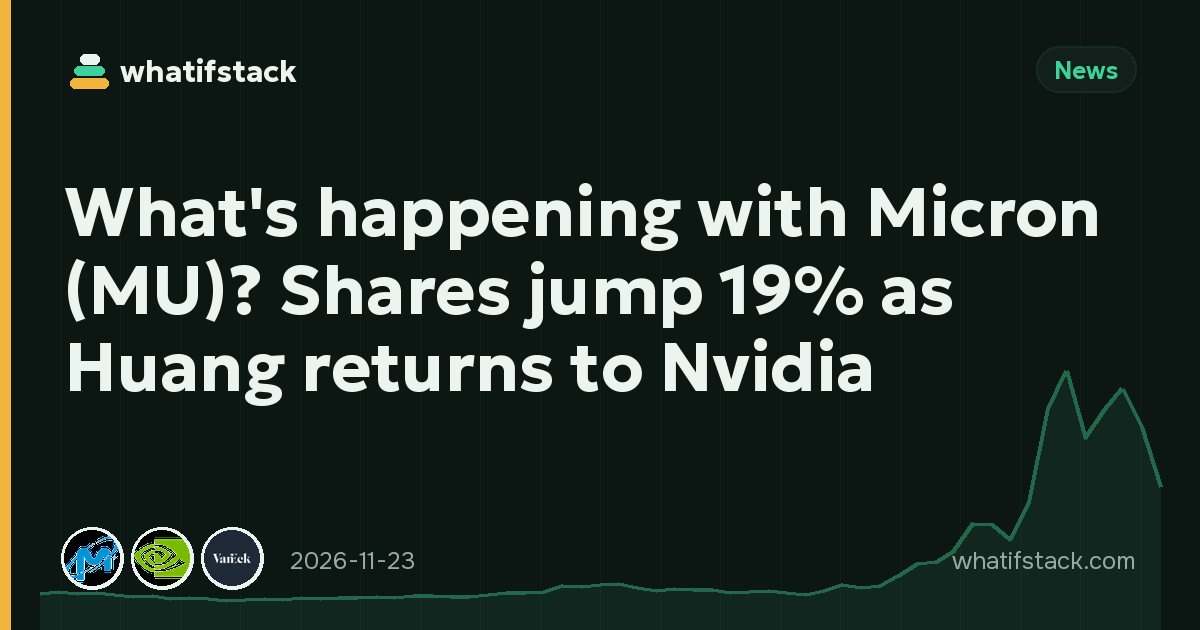 whatifstack
News
What's happening with Micron
(MU)? Shares jump 19% as
Huang returns to Nvidia
VanEck
2026-11-23
whatifstack.com